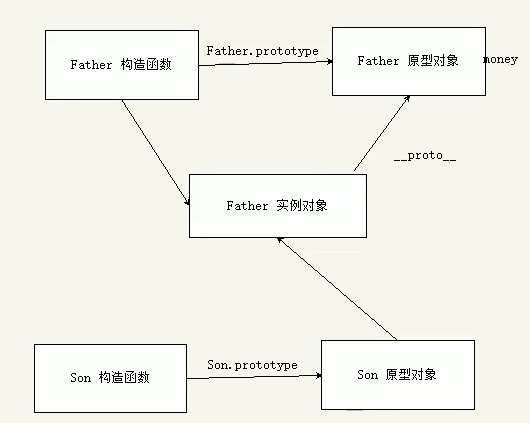 Father 构造函数
Father.prototype
Father 原型对象
money
__proto__
Father 实例对象
Son 构造函数
Son.prototype
Son 原型对象